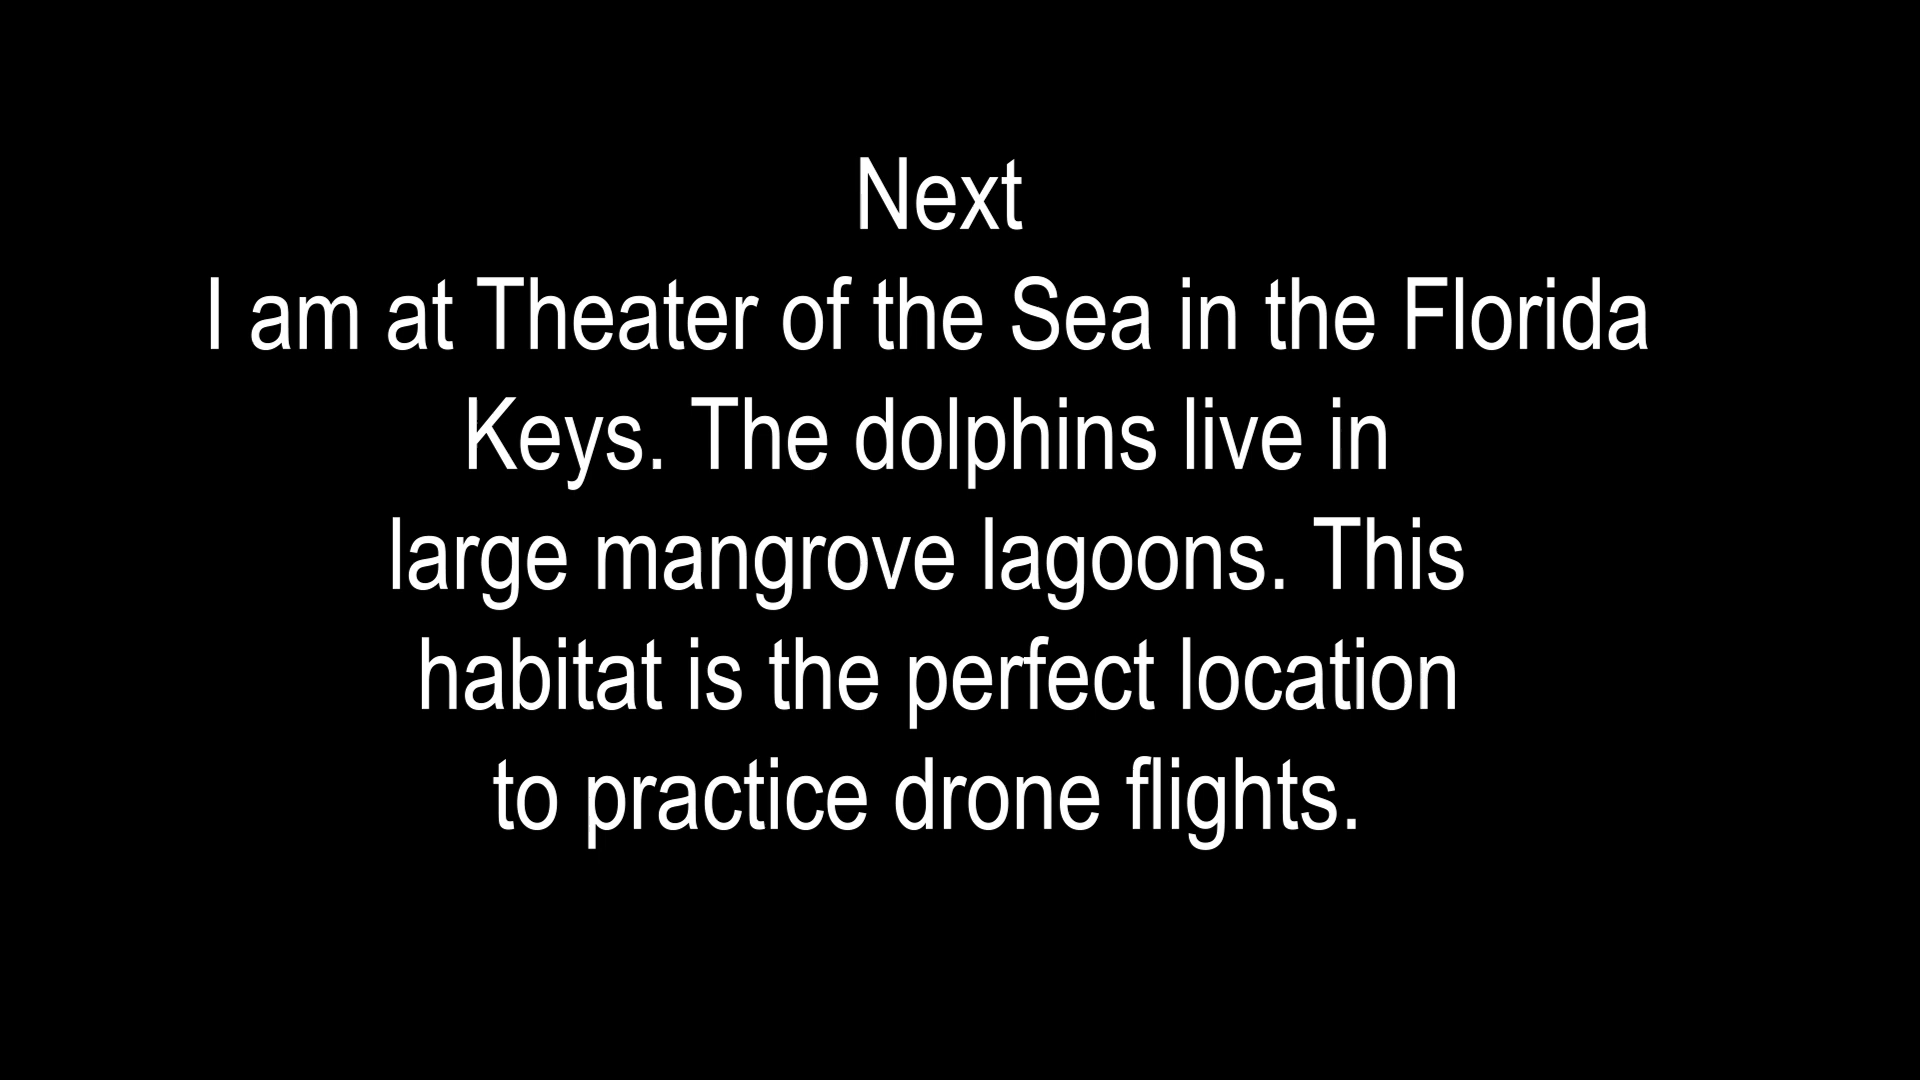 Next
I am at Theater of the Sea in the Florida
Keys. The dolphins live in
large mangrove lagoons. This
habitat is the perfect location
to practice drone flights.